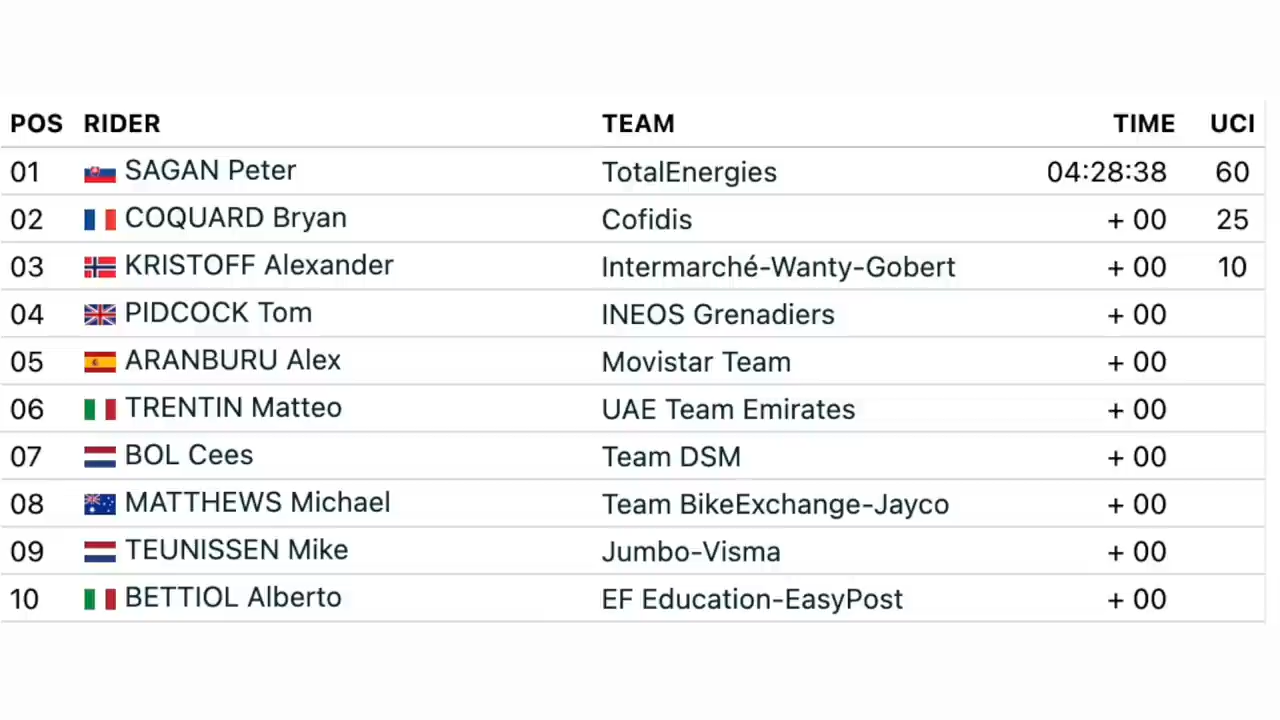 POS RIDER TEAM TIME UCI
01 SAGAN Peter TotalEnergies 04:28:38 60
02 COQUARD Bryan Cofidis + 00 25
03 KRISTOFF Alexander Intermarché-Wanty-Gobert + 00 10
04 PIDCOCK Tom INEOS Grenadiers + 00
05 ARANBURU Alex Movistar Team + 00
06 TRENTIN Matteo UAE Team Emirates + 00
07 BOL Cees Team DSM + 00
08 MATTHEWS Michael Team BikeExchange-Jayco + 00
09 TEUNISSEN Mike Jumbo-Visma + 00
10 BETTIOL Alberto EF Education-EasyPost + 00